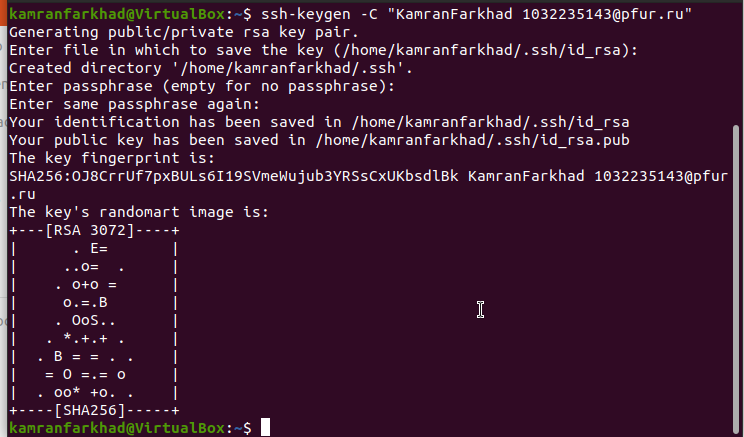 kamranfarkhad@VirtualBox:~$ ssh-keygen -C "KamranFarkhad 1032235143@pfur.ru"
Generating public/private rsa key pair.
Enter file in which to save the key (/home/kamranfarkhad/.ssh/id_rsa):
Created directory '/home/kamranfarkhad/.ssh'.
Enter passphrase (empty for no passphrase):
Enter same passphrase again:
Your identification has been saved in /home/kamranfarkhad/.ssh/id_rsa
Your public key has been saved in /home/kamranfarkhad/.ssh/id_rsa.pub
The key fingerprint is:
SHA256:OJ8CrrUf7pxBULs6I19SVmeWujub3YRSsCxUKbsdlBk KamranFarkhad 1032235143@pfur
.ru
The key's randomart image is:
+---[RSA 3072]----+
|      . E=       |
|     ..o=  .     |
|    . o+o =      |
|     o.=.B       |
|    . OoS..      |
|   . *.+.+ .     |
|  . B = = . .    |
|   = O =.= o     |
|  . oo* +o. .    |
+----[SHA256]-----+
kamranfarkhad@VirtualBox:~$